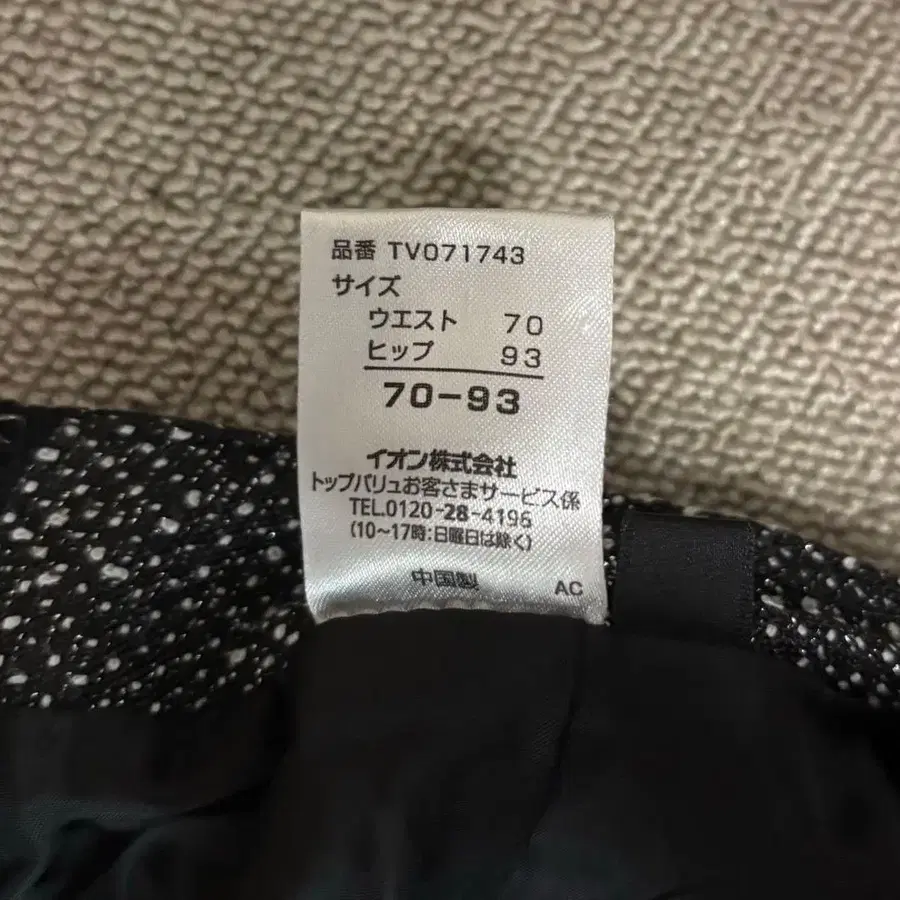 品番 TV071743
サイズ
ウエスト 70
ヒップ 93
70-93
イオン株式会社
トップバリュお客さまサービス係
TEL.0120-28-4196
(10〜17時:日曜日は除く)
中国製 AC